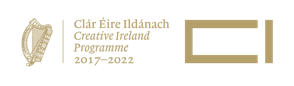 Clár Éire Ildánach
Creative Ireland
Programme
2017–2022